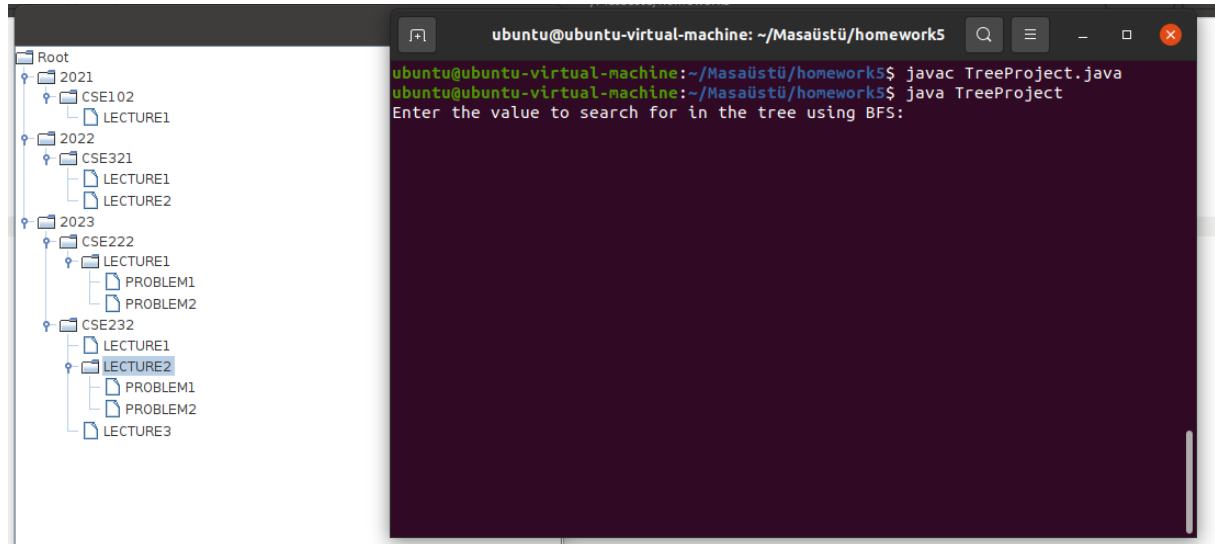 Root
2021
CSE102
LECTURE1
2022
CSE321
LECTURE1
LECTURE2
2023
CSE222
LECTURE1
PROBLEM1
PROBLEM2
CSE232
LECTURE1
LECTURE2
PROBLEM1
PROBLEM2
LECTURE3
ubuntu@ubuntu-virtual-machine: ~/Masaüstü/homework5
ubuntu@ubuntu-virtual-machine:~/Masaüstü/homework5$ javac TreeProject.java
ubuntu@ubuntu-virtual-machine:~/Masaüstü/homework5$ java TreeProject
Enter the value to search for in the tree using BFS: